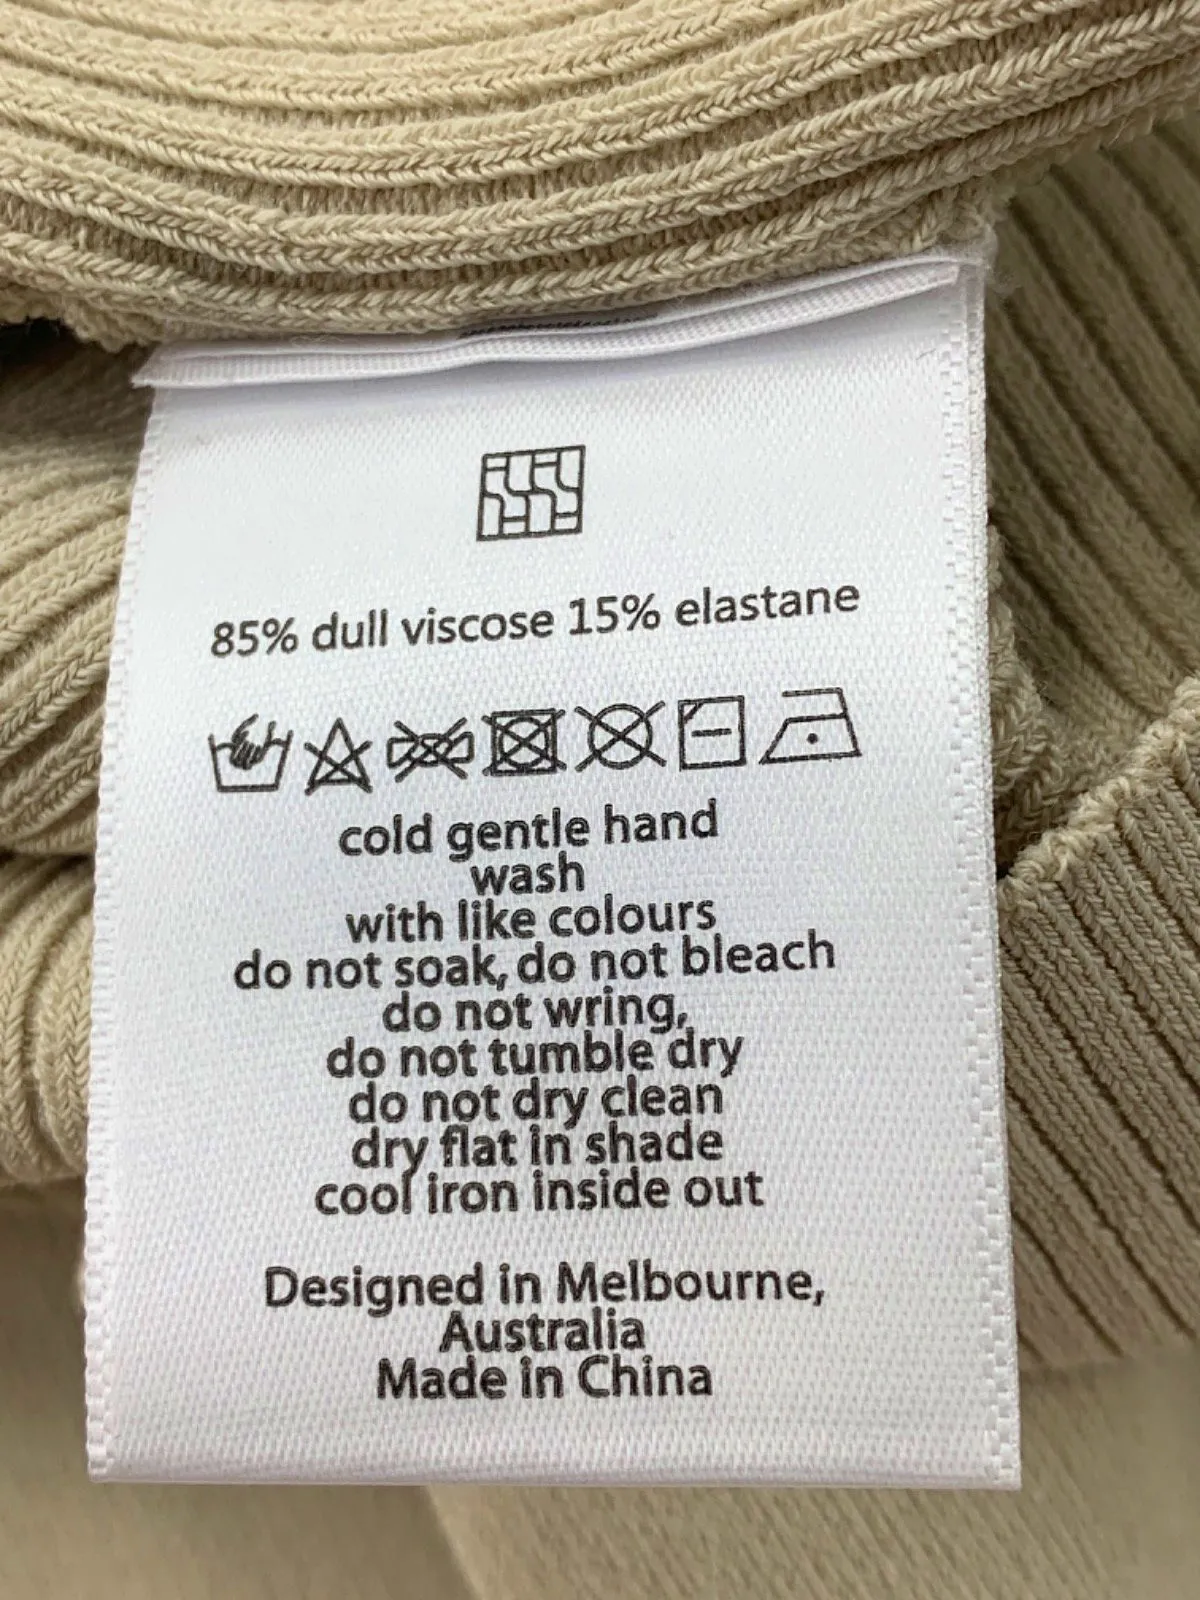 85% dull viscose 15% elastane
cold gentle hand
wash
with like colours
do not soak, do not bleach
do not wring,
do not tumble dry
do not dry clean
dry flat in shade
cool iron inside out
Designed in Melbourne,
Australia
Made in China